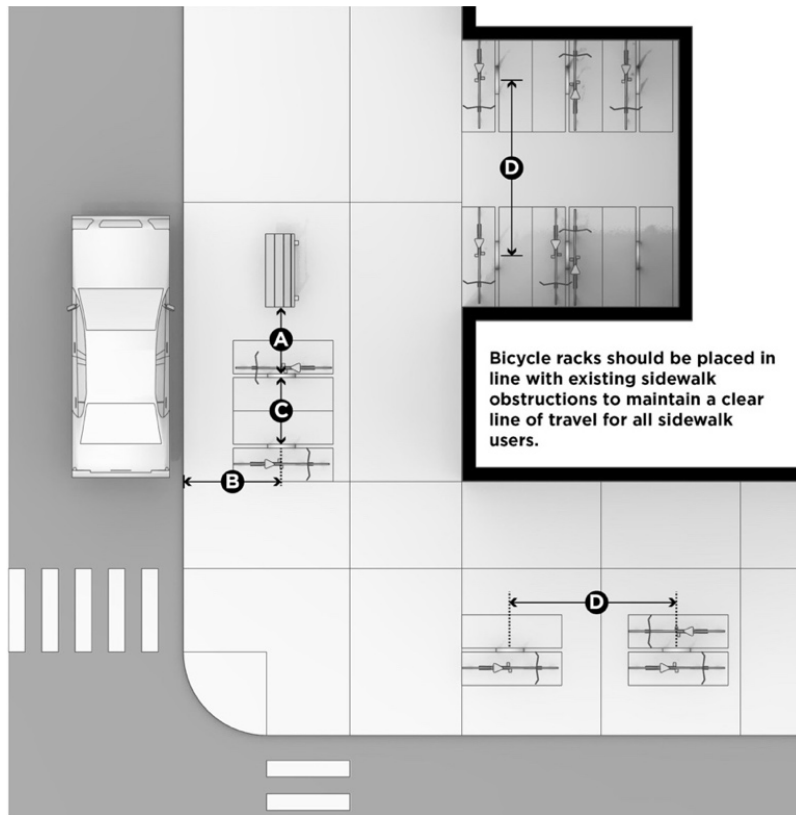 D
A
Bicycle racks should be placed in
line with existing sidewalk
obstructions to maintain a clear
line of travel for all sidewalk
users.
C
B
D